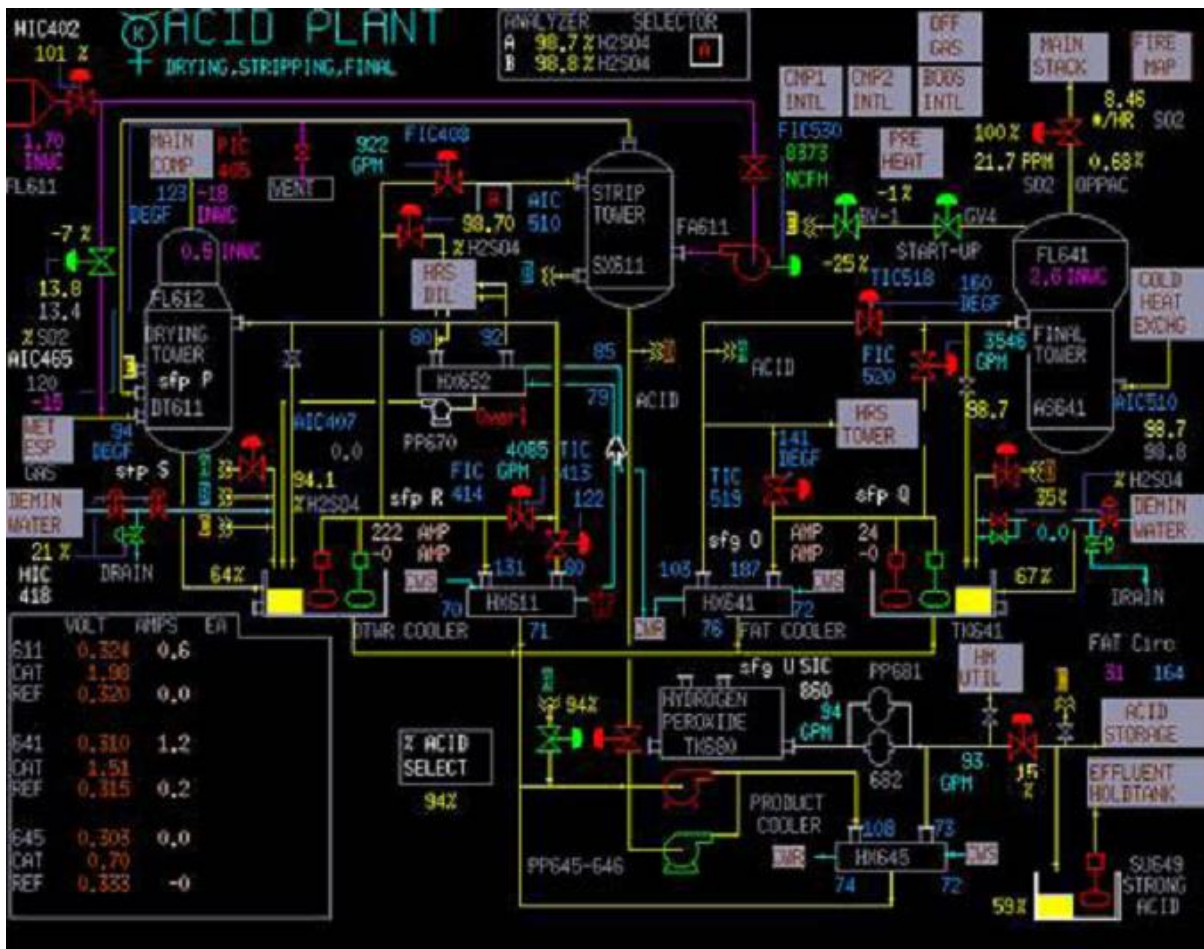 HIC402
101 %
ACID PLANT
DRYING,STRIPPING,FINAL
ANALYZER SELECTOR
A 98.7 % H2SO4
B 98.8 % H2SO4
A
OFF GAS
MAIN STACK
FIRE MAP
CMP1 INTL
CMP2 INTL
BOOS INTL
8.46
#/HR SO2
100 %
21.7 PPM SO2
0.68% OPPAC
1.70 INWC
FL611
MAIN COMP
PIC 405
VENT
922 GPM
FIC408
FIC530
8373 NCFM
PRE HEAT
-1%
BV-1
GV4
START-UP
123 DEGF
-18 INWC
0.5 INWC
FL612
A
98.70
% H2SO4
AIC 510
STRIP TOWER
SX611
FA611
-25%
TIC518
160 DEGF
FL641
2.6 INWC
COLD HEAT EXCHG
-7 %
13.8
13.4
% SO2
AIC465
120
-15
DRYING TOWER
sfp P
DT611
HRS DIL
80
92
HX652
PP670
85
79
ACID
ACID
FIC 520
3546 GPM
FINAL TOWER
AS641
98.7
AIC510
98.7
98.8
% H2SO4
WET ESP
GAS
94 DEGF
stp S
AIC407
0.0
94.1
% H2SO4
sfp R
FIC 414
4065 GPM
TIC 413
122
HRS TOWER
141 DEGF
TIC 519
sfp Q
35%
0.0
DEMIN WATER
DEMIN WATER
21 %
HIC 418
DRAIN
DRAIN
64%
222 AMP
-0 AMP
CWS
131
80
70
HX611
71
DTWR COOLER
sfg O
AMP 24
AMP -0
103
187
CWS
HX641
72
CWR
76
FAT COOLER
67%
TK641
VOLT AMPS EA
611 0.324 0.6
CAT 1.98
REF 0.320 0.0
641 0.310 1.2
CAT 1.51
REF 0.315 0.2
645 0.303 0.0
CAT 0.70
REF 0.333 -0
FAT Circ
31 164
HM UTIL
% ACID SELECT
94%
94%
sfg U
SIC 860
94 GPM
HYDROGEN PEROXIDE
TK680
PP681
682
93 GPM
15 %
ACID STORAGE
EFFLUENT HOLDTANK
PRODUCT COOLER
108
73
CWR
HX645
CWS
74
72
PP645-646
59%
SU649
STRONG ACID